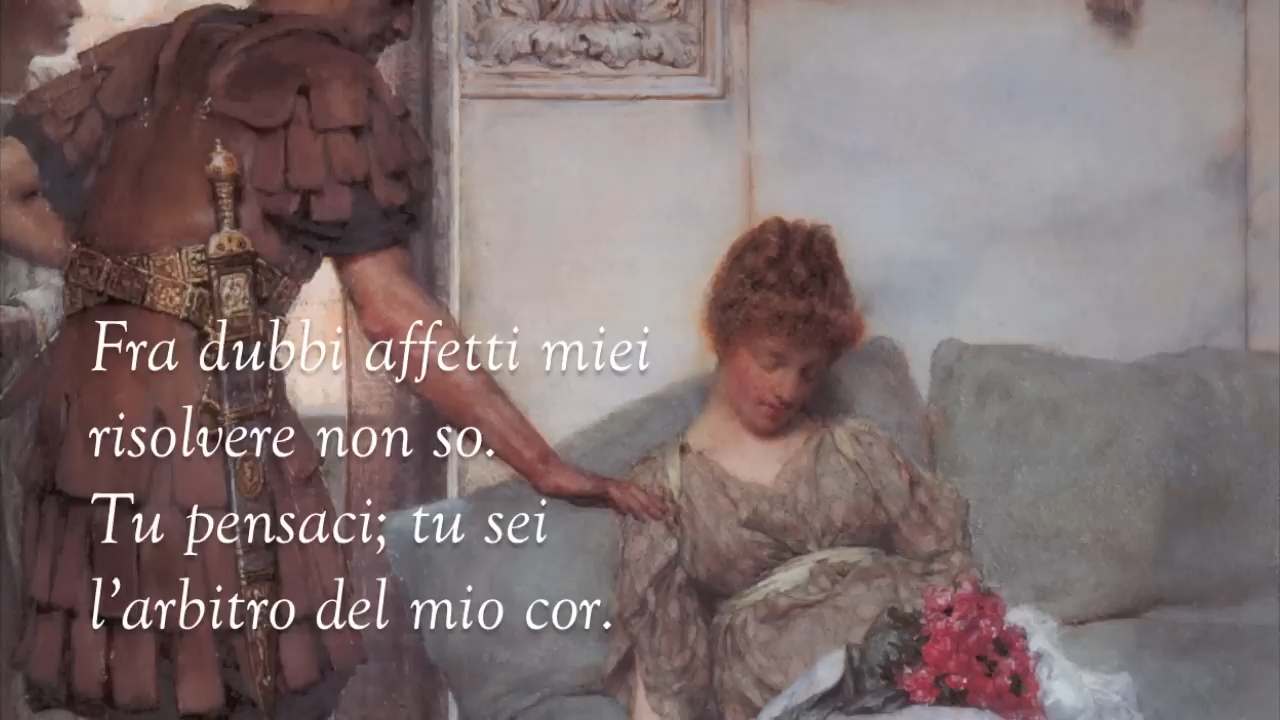 Fra dubbi affetti miei
risolvere non so.
Tu pensaci; tu sei
l’arbitro del mio cor.